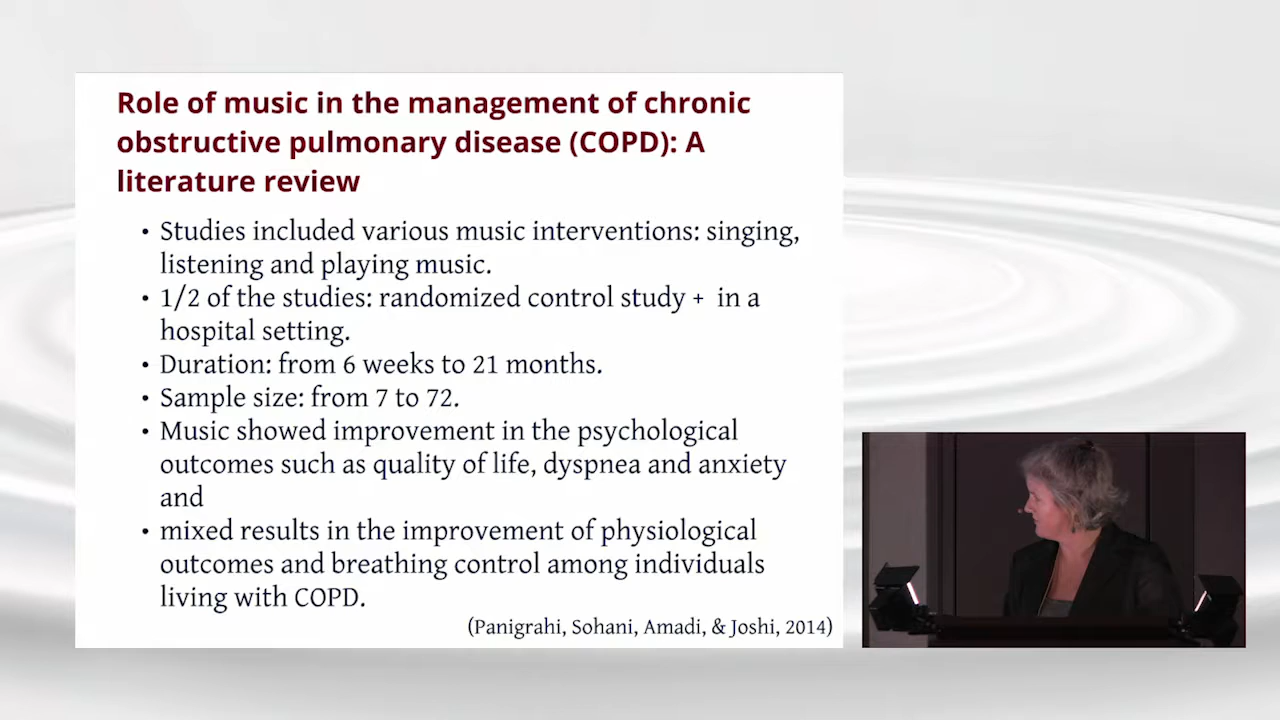 Role of music in the management of chronic
obstructive pulmonary disease (COPD): A
literature review
• Studies included various music interventions: singing,
listening and playing music.
• 1/2 of the studies: randomized control study + in a
hospital setting.
• Duration: from 6 weeks to 21 months.
• Sample size: from 7 to 72.
• Music showed improvement in the psychological
outcomes such as quality of life, dyspnea and anxiety
and
• mixed results in the improvement of physiological
outcomes and breathing control among individuals
living with COPD.
(Panigrahi, Sohani, Amadi, & Joshi, 2014)